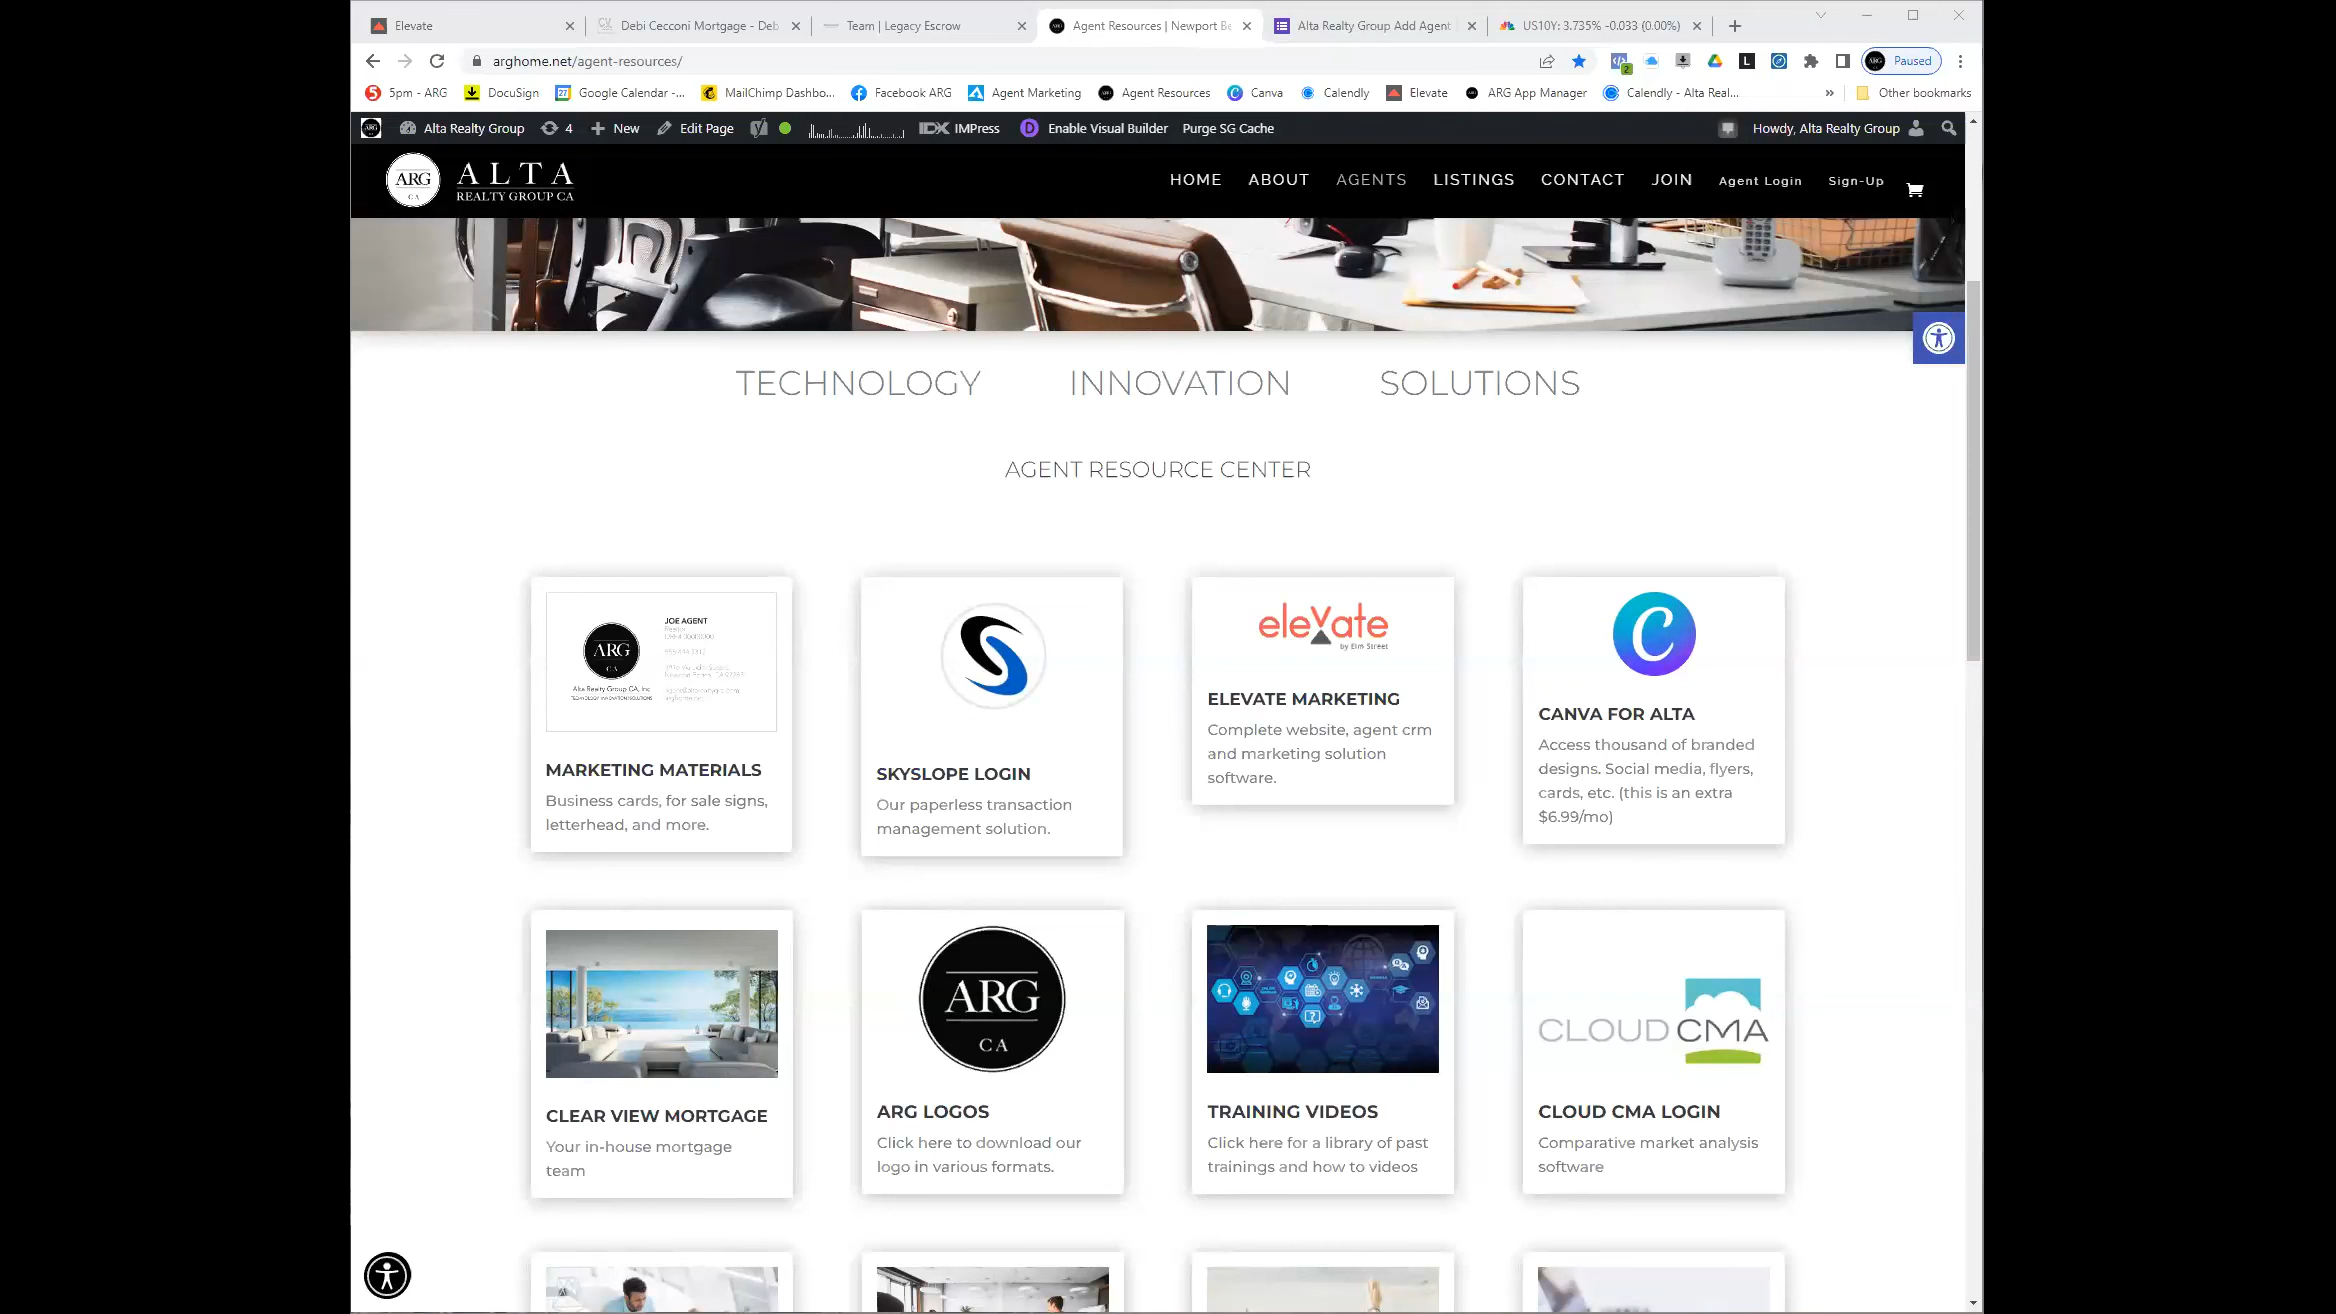 Elevate
Debi Cecconi Mortgage - Deb
Team | Legacy Escrow
Agent Resources | Newport Be
Alta Realty Group Add Agent
US10Y: 3.735% -0.033 (0.00%)
arghome.net/agent-resources/
Paused
5pm - ARG
DocuSign
Google Calendar -...
MailChimp Dashbo...
Facebook ARG
Agent Marketing
Agent Resources
Canva
Calendly
Elevate
ARG App Manager
Calendly - Alta Real...
Other bookmarks
Alta Realty Group
4
New
Edit Page
IDX IMPress
Enable Visual Builder
Purge SG Cache
Howdy, Alta Realty Group
ARG
CA
ALTA
REALTY GROUP CA
HOME
ABOUT
AGENTS
LISTINGS
CONTACT
JOIN
Agent Login
Sign-Up
TECHNOLOGY
INNOVATION
SOLUTIONS
AGENT RESOURCE CENTER
ARG
CA
Alta Realty Group CA, Inc
TECHNOLOGY INNOVATION SOLUTIONS
JOE AGENT
MARKETING MATERIALS
Business cards, for sale signs,
letterhead, and more.
SKYSLOPE LOGIN
Our paperless transaction
management solution.
elevate
by Elm Street
ELEVATE MARKETING
Complete website, agent crm
and marketing solution
software.
C
CANVA FOR ALTA
Access thousand of branded
designs. Social media, flyers,
cards, etc. (this is an extra
$6.99/mo)
CLEAR VIEW MORTGAGE
Your in-house mortgage
team
ARG
CA
ARG LOGOS
Click here to download our
logo in various formats.
TRAINING VIDEOS
Click here for a library of past
trainings and how to videos
CLOUD CMA
CLOUD CMA LOGIN
Comparative market analysis
software